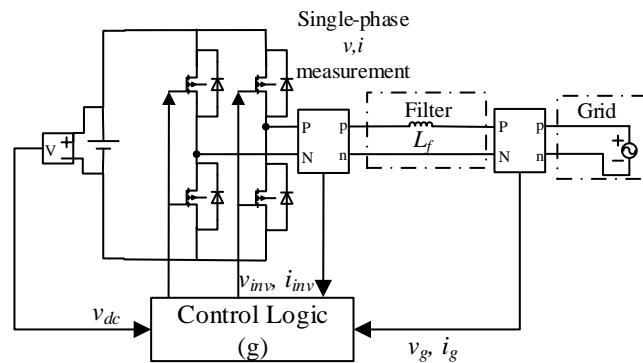 Single-phase
v,i
measurement
V
+
P
N
p
n
Filter
L_f
P
N
p
n
Grid
+
-
v_inv, i_inv
v_dc
Control Logic
(g)
v_g, i_g